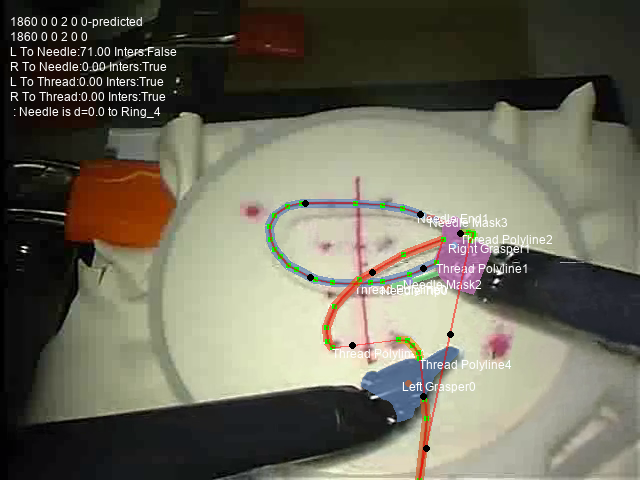 1860 0 0 2 0 0-predicted
1860 0 0 2 0 0
L To Needle:71.00 Inters:False
R To Needle:0.00 Inters:True
L To Thread:0.00 Inters:True
R To Thread:0.00 Inters:True
: Needle is d=0.0 to Ring_4
Needle End1
Needle Mask3
Thread Polyline2
Right Grasper1
Thread Polyline1
Needle Mask2
Thread Polylin
Thread Polyline4
Left Grasper0